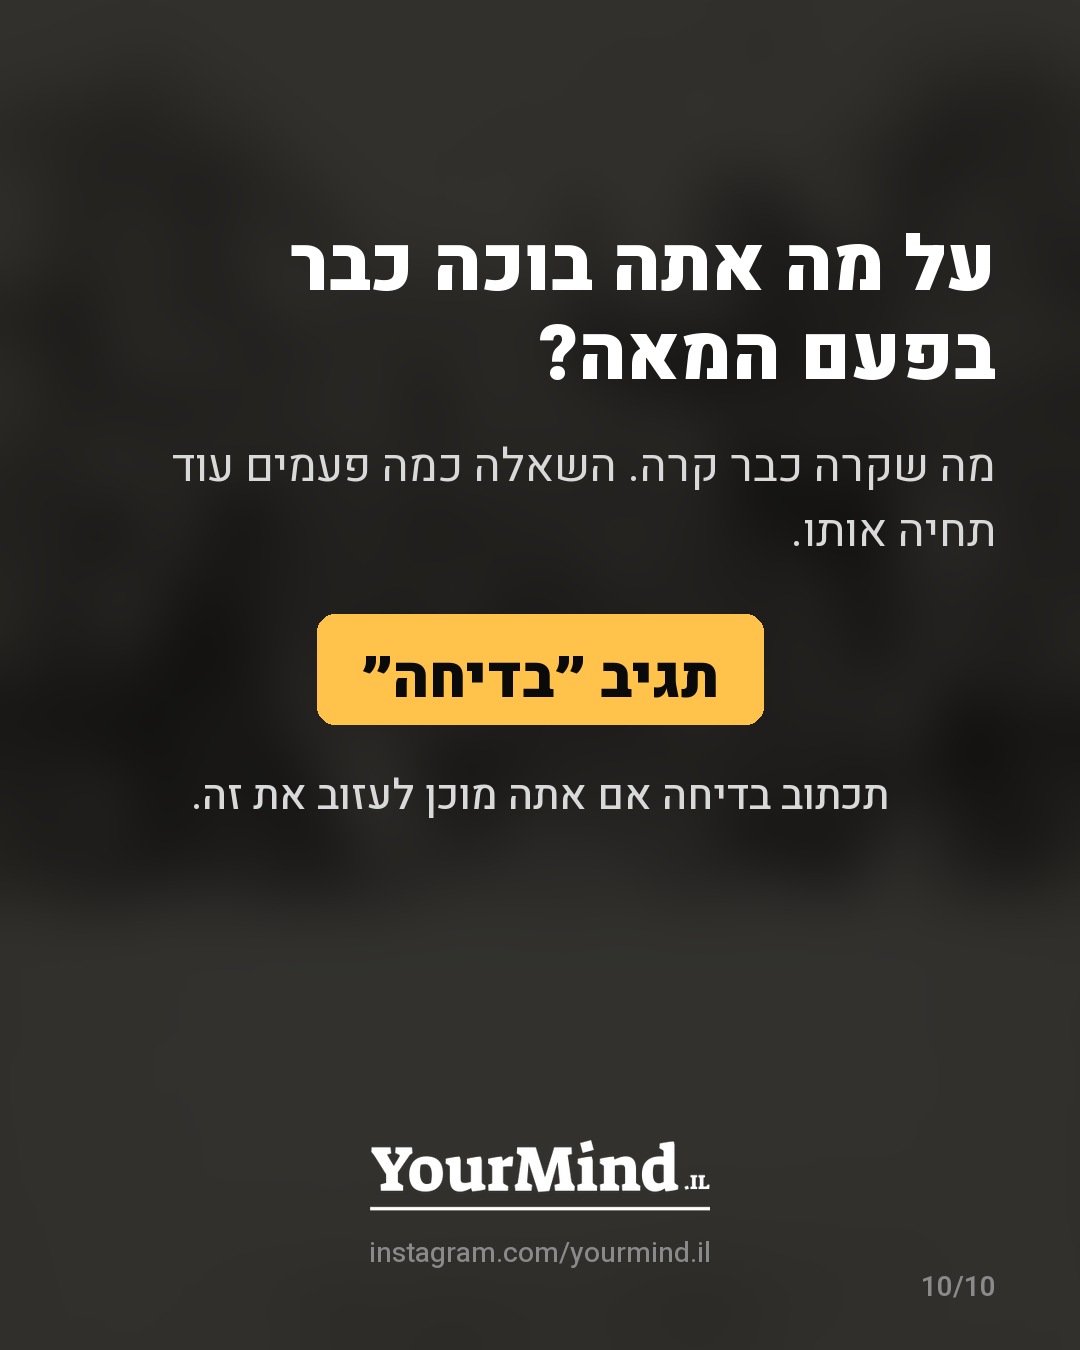 על מה אתה בוכה כבר
בפעם המאה?
מה שקרה כבר קרה. השאלה כמה פעמים עוד
תחיה אותו.
תגיב ”בדיחה”
תכתוב בדיחה אם אתה מוכן לעזוב את זה.
YourMind.IL
instagram.com/yourmind.il
10/10